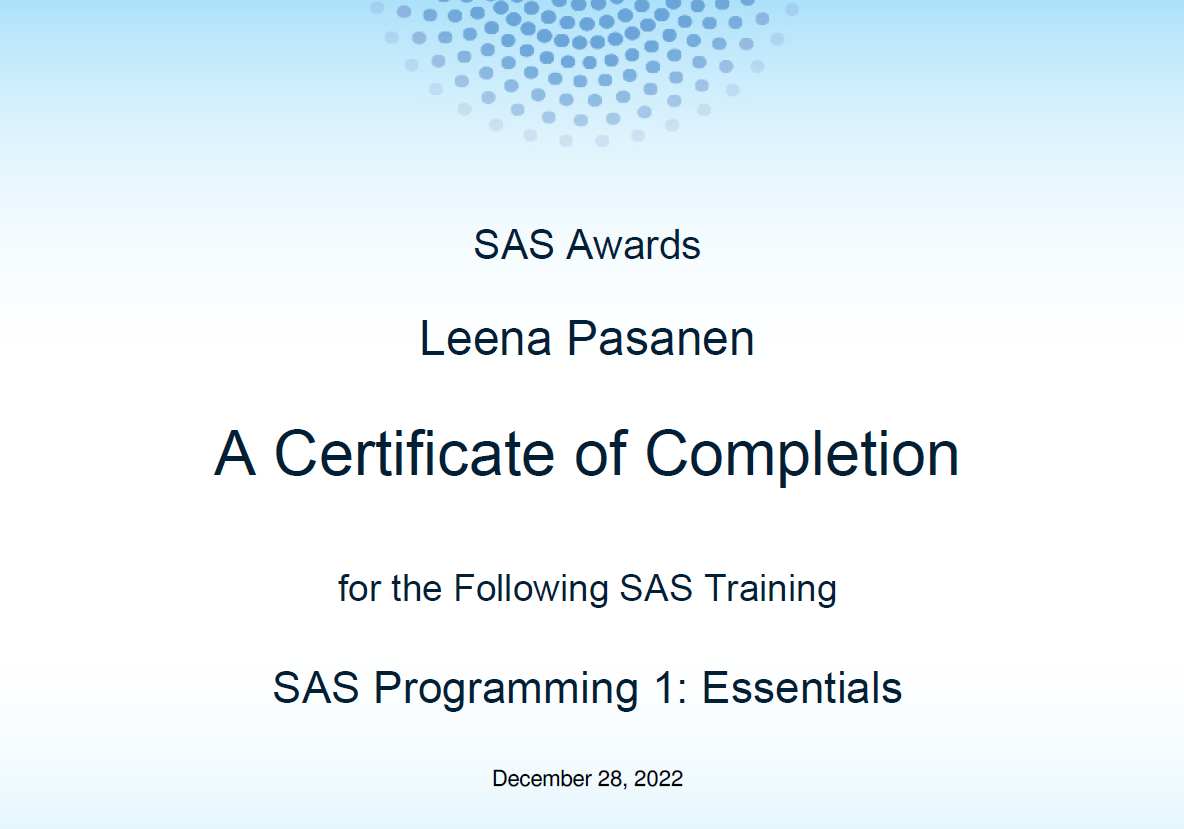 SAS Awards
Leena Pasanen
A Certificate of Completion
for the Following SAS Training
SAS Programming 1: Essentials
December 28, 2022